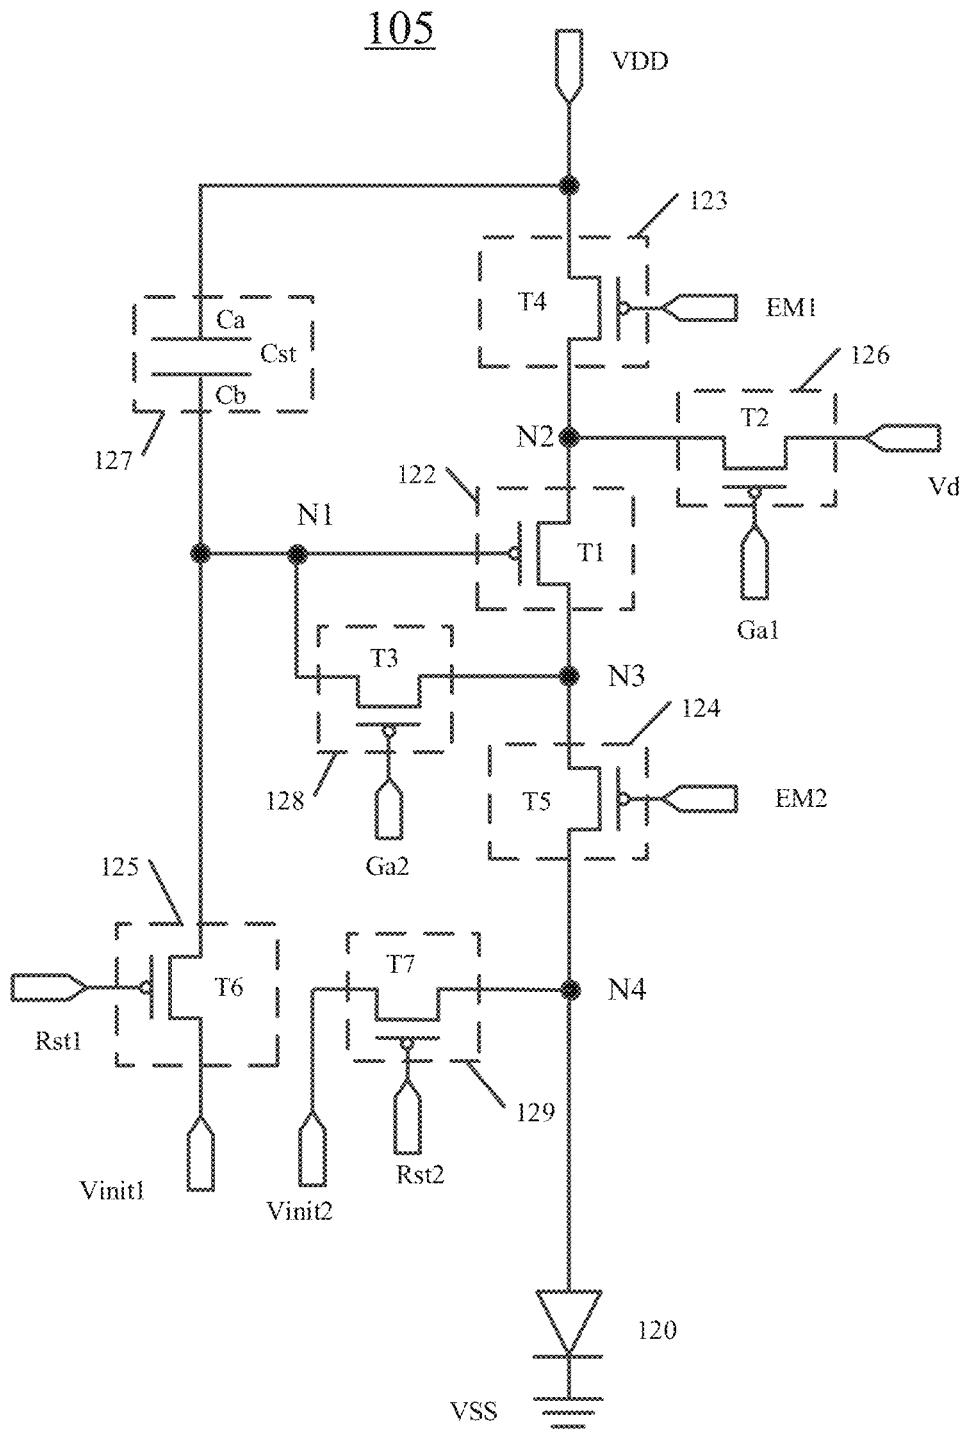 105
VDD
123
Ca
T4
EM1
Cst
126
Cb
T2
N2
127
122
Vd
N1
T1
Ga1
T3
N3
124
128
T5
EM2
Ga2
125
T7
T6
N4
Rst1
129
Rst2
Vinit1
Vinit2
120
VSS